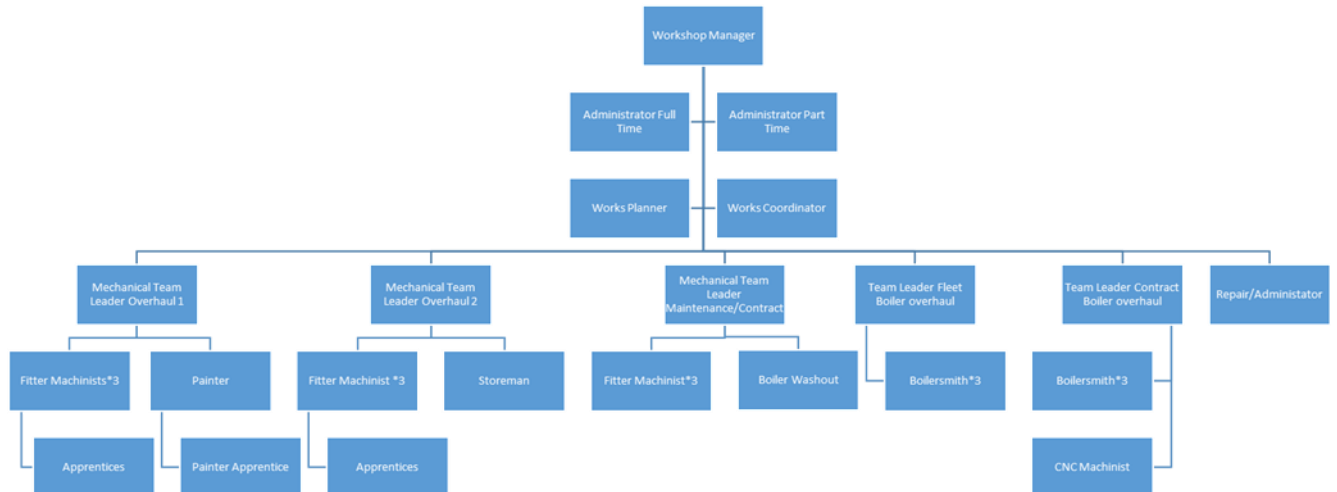 Workshop Manager
Administrator Full
Time
Administrator Part
Time
Works Planner
Works Coordinator
Mechanical Team
Leader Overhaul 1
Mechanical Team
Leader Overhaul 2
Mechanical Team
Leader
Maintenance/Contract
Team Leader Fleet
Boiler overhaul
Team Leader Contract
Boiler overhaul
Repair/Administator
Fitter Machinists*3
Painter
Fitter Machinist *3
Storeman
Fitter Machinist*3
Boiler Washout
Boilersmith*3
Boilersmith*3
Apprentices
Painter Apprentice
Apprentices
CNC Machinist